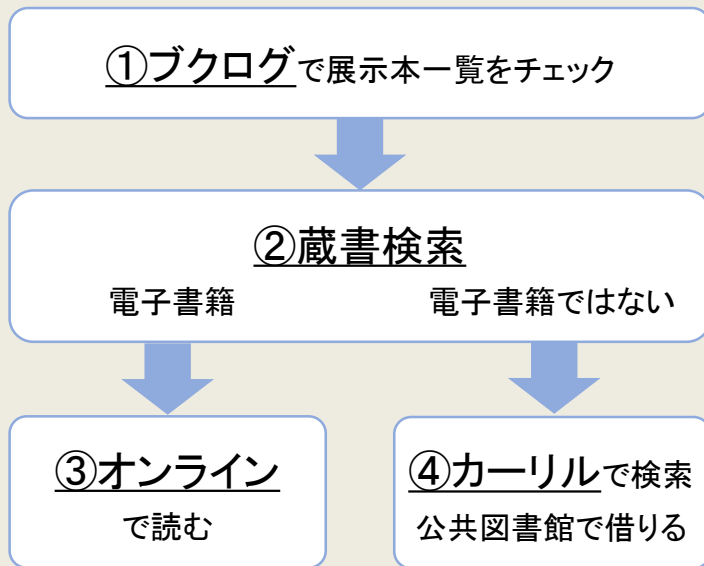 ①ブクログで展示本一覧をチェック
②蔵書検索
電子書籍 電子書籍ではない
③オンライン
で読む
④カーリルで検索
公共図書館で借りる